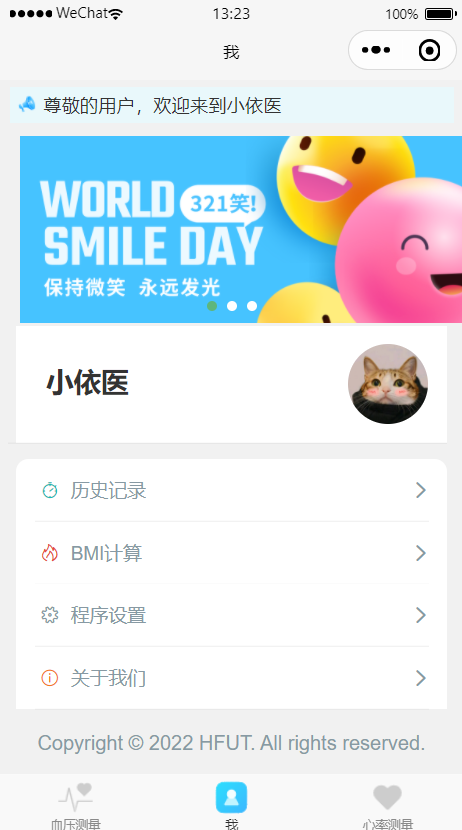 WeChat 13:23 100%
我
尊敬的用户，欢迎来到小依医
WORLD
321笑!
SMILE DAY
保持微笑 永远发光
小依医
历史记录
BMI计算
程序设置
关于我们
Copyright © 2022 HFUT. All rights reserved.
血压测量 我 心率测量